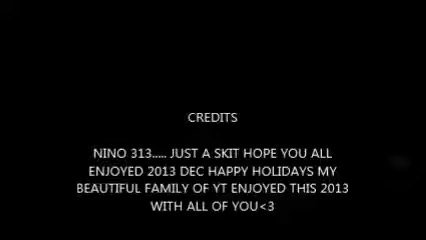 CREDITS
NINO 313..... JUST A SKIT HOPE YOU ALL
ENJOYED 2013 DEC HAPPY HOLIDAYS MY
BEAUTIFUL FAMILY OF YT ENJOYED THIS 2013
WITH ALL OF YOU<3